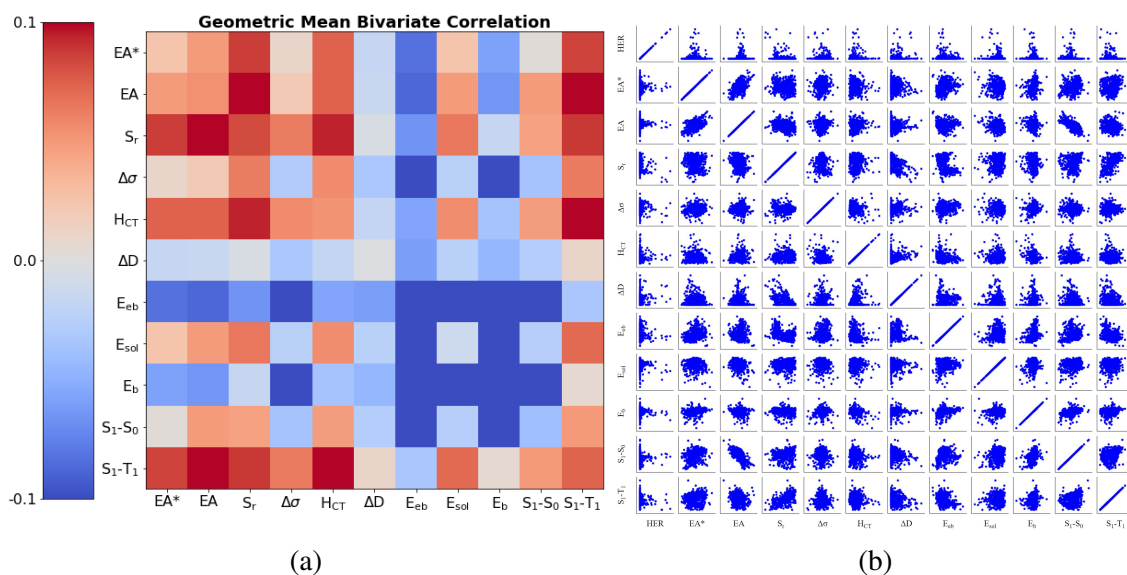 Geometric Mean Bivariate Correlation
0.1
0.0
-0.1
EA*
EA
Sr
Δσ
HCT
ΔD
Eeb
Esol
Eb
S1-S0
S1-T1
EA* EA Sr Δσ HCT ΔD Eeb Esol Eb S1-S0 S1-T1
(a)
HER
EA*
EA
Sr
Δσ
HCT
ΔD
Eeb
Esol
Eb
S1-S0
S1-T1
HER EA* EA Sr Δσ HCT ΔD Eeb Esol Eb S1-S0 S1-T1
(b)